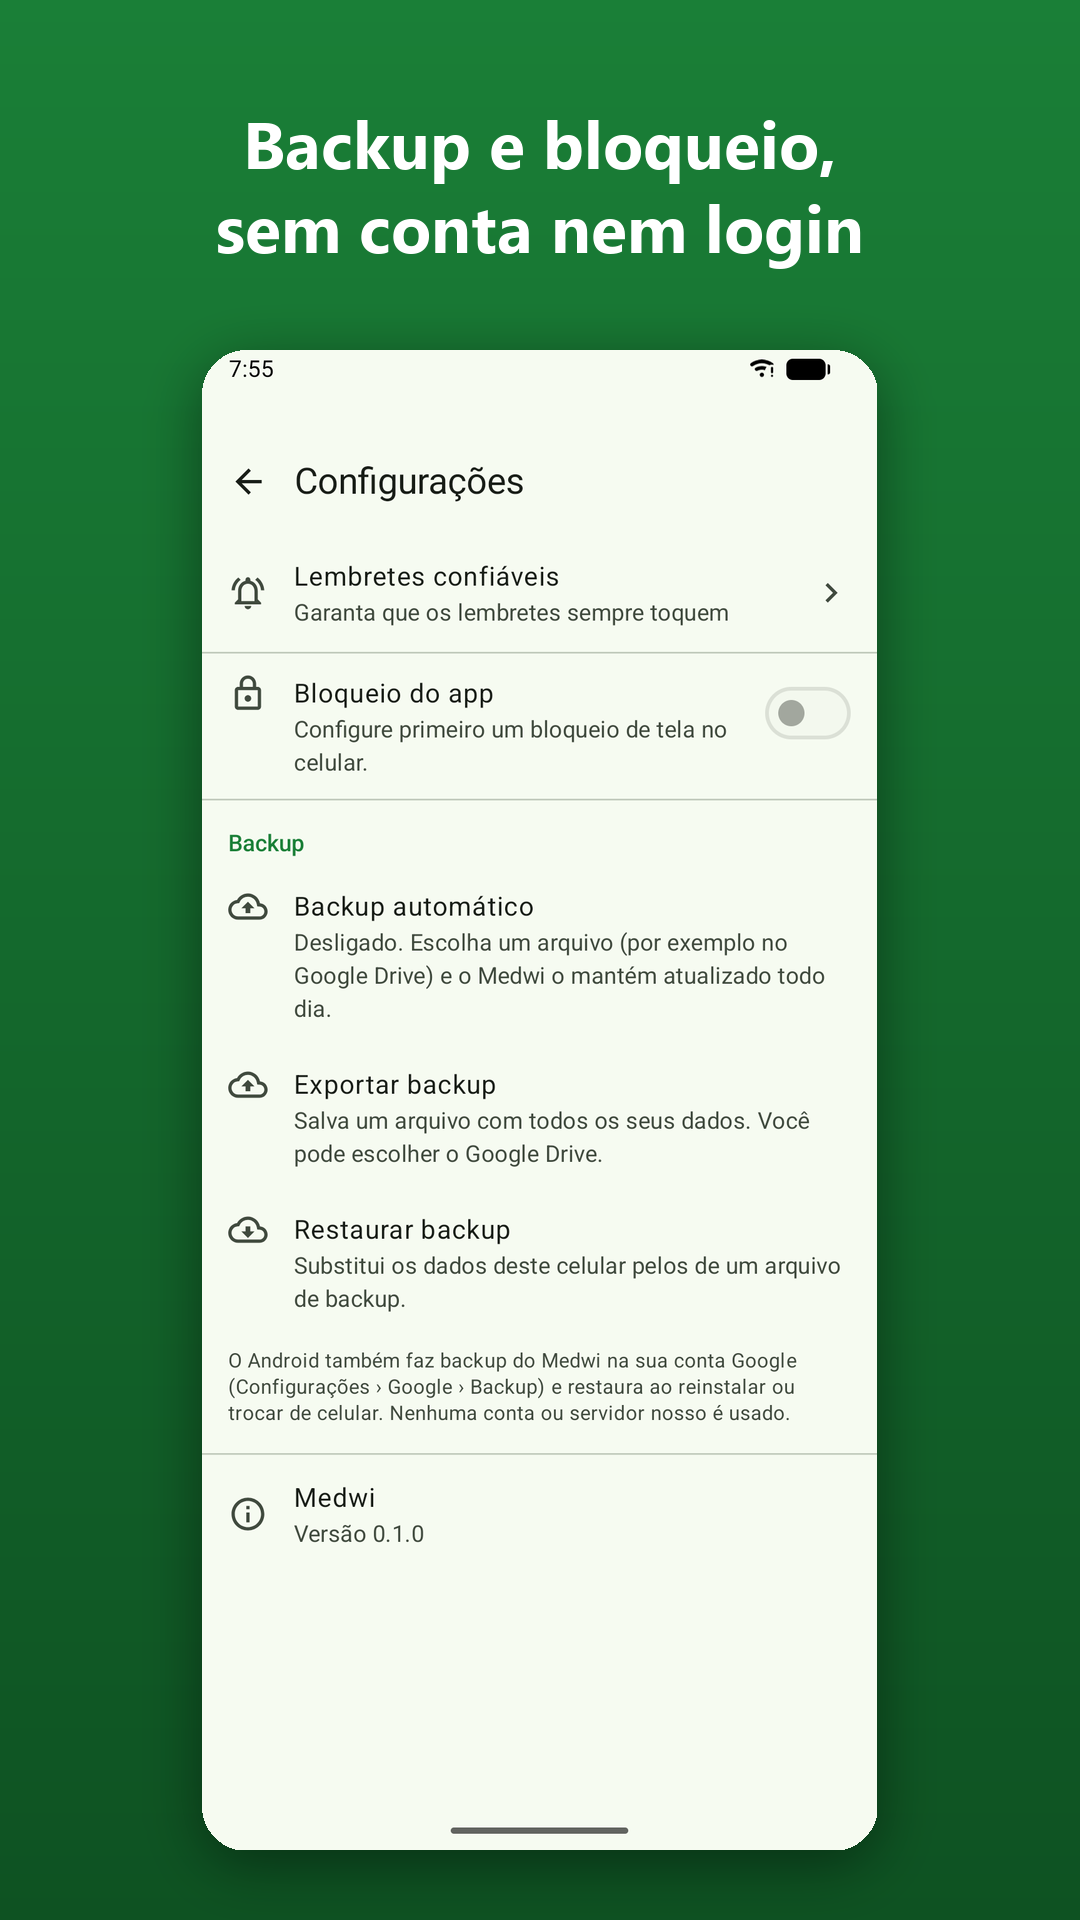 Backup e bloqueio,
sem conta nem login
7:55
Configurações
Lembretes confiáveis
Garanta que os lembretes sempre toquem
Bloqueio do app
Configure primeiro um bloqueio de tela no
celular.
Backup
Backup automático
Desligado. Escolha um arquivo (por exemplo no
Google Drive) e o Medwi o mantém atualizado todo
dia.
Exportar backup
Salva um arquivo com todos os seus dados. Você
pode escolher o Google Drive.
Restaurar backup
Substitui os dados deste celular pelos de um arquivo
de backup.
O Android também faz backup do Medwi na sua conta Google
(Configurações › Google › Backup) e restaura ao reinstalar ou
trocar de celular. Nenhuma conta ou servidor nosso é usado.
Medwi
Versão 0.1.0